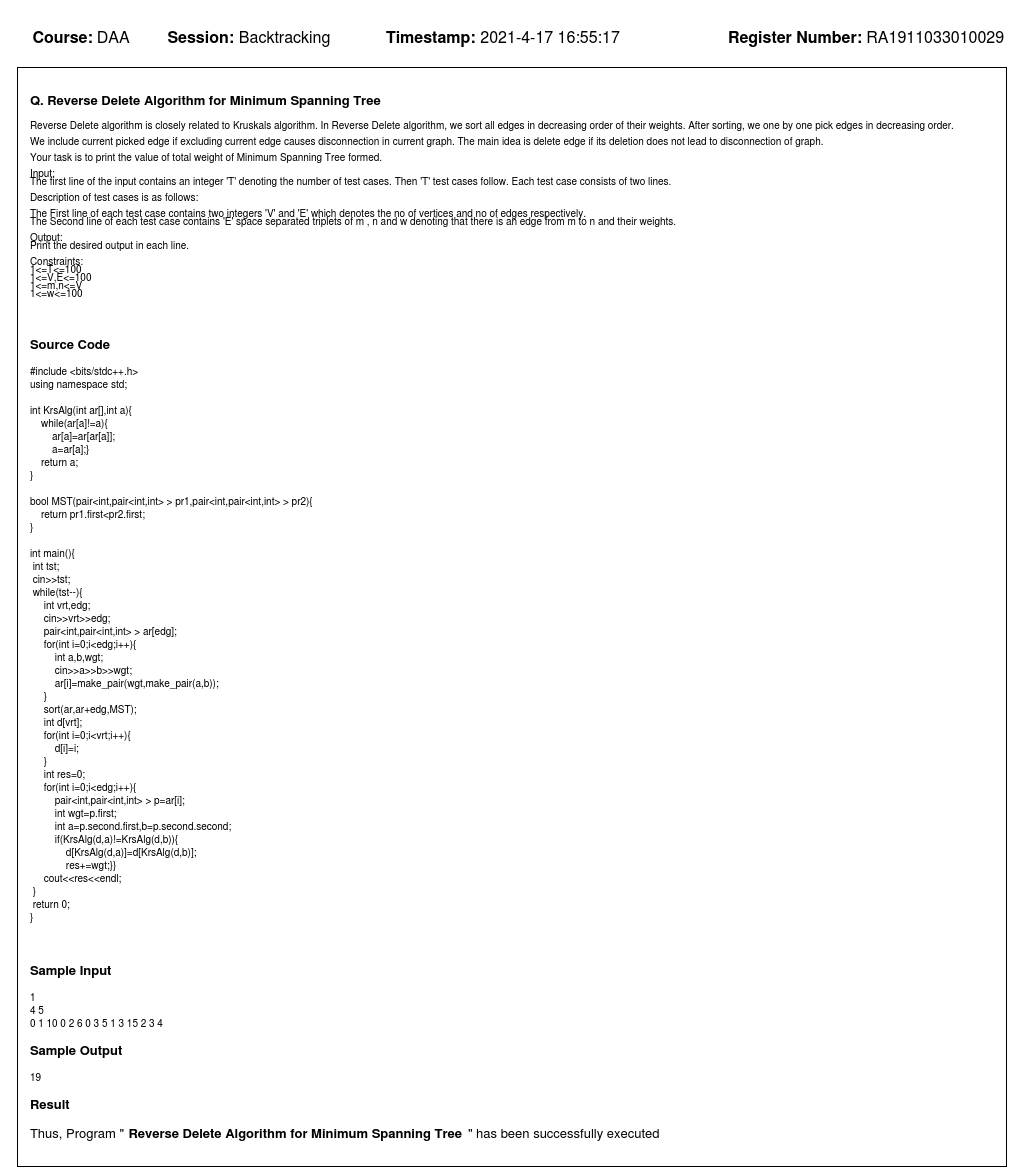 Course: DAA Session: Backtracking Timestamp: 2021-4-17 16:55:17 Register Number: RA1911033010029
Q. Reverse Delete Algorithm for Minimum Spanning Tree
Reverse Delete algorithm is closely related to Kruskals algorithm. In Reverse Delete algorithm, we sort all edges in decreasing order of their weights. After sorting, we one by one pick edges in decreasing order.
We include current picked edge if excluding current edge causes disconnection in current graph. The main idea is delete edge if its deletion does not lead to disconnection of graph.
Your task is to print the value of total weight of Minimum Spanning Tree formed.
Input:
The first line of the input contains an integer 'T' denoting the number of test cases. Then 'T' test cases follow. Each test case consists of two lines.
Description of test cases is as follows:
The First line of each test case contains two integers 'V' and 'E' which denotes the no of vertices and no of edges respectively.
The Second line of each test case contains 'E' space separated triplets of m , n and w denoting that there is an edge from m to n and their weights.
Output:
Print the desired output in each line.
Constraints:
1<=T<=100
1<=V,E<=100
1<=m,n<=V
1<=w<=100
Source Code
#include <bits/stdc++.h>
using namespace std;
int KrsAlg(int ar[],int a){
while(ar[a]!=a){
ar[a]=ar[ar[a]];
a=ar[a];}
return a;
}
bool MST(pair<int,pair<int,int> > pr1,pair<int,pair<int,int> > pr2){
return pr1.first<pr2.first;
}
int main(){
int tst;
cin>>tst;
while(tst--){
int vrt,edg;
cin>>vrt>>edg;
pair<int,pair<int,int> > ar[edg];
for(int i=0;i<edg;i++){
int a,b,wgt;
cin>>a>>b>>wgt;
ar[i]=make_pair(wgt,make_pair(a,b));
}
sort(ar,ar+edg,MST);
int d[vrt];
for(int i=0;i<vrt;i++){
d[i]=i;
}
int res=0;
for(int i=0;i<edg;i++){
pair<int,pair<int,int> > p=ar[i];
int wgt=p.first;
int a=p.second.first,b=p.second.second;
if(KrsAlg(d,a)!=KrsAlg(d,b)){
d[KrsAlg(d,a)]=d[KrsAlg(d,b)];
res+=wgt;}}
cout<<res<<endl;
}
return 0;
}
Sample Input
1
4 5
0 1 10 0 2 6 0 3 5 1 3 15 2 3 4
Sample Output
19
Result
Thus, Program " Reverse Delete Algorithm for Minimum Spanning Tree " has been successfully executed